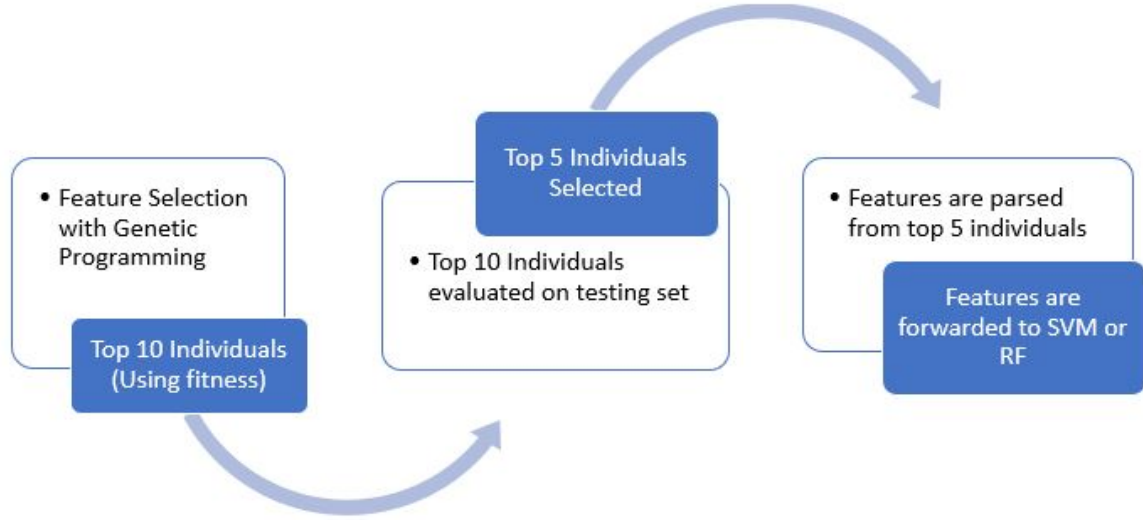 • Feature Selection
with Genetic
Programming
Top 10 Individuals
(Using fitness)
Top 5 Individuals
Selected
• Top 10 Individuals
evaluated on testing set
• Features are parsed
from top 5 individuals
Features are
forwarded to SVM or
RF